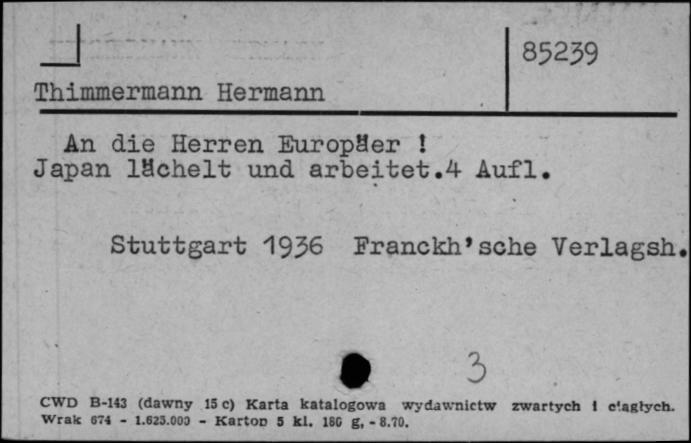 85239
Thimmermann Hermann
An die Herren Europäer !
Japan lächelt und arbeitet.4 Aufl.
Stuttgart 1936 Franckh'sche Verlagsh.
3
CWD B-143 (dawny 15 c) Karta katalogowa wydawnictw zwartych i ciągłych.
Wrak 674 - 1.625.000 - Karton 5 kl. 180 g, - 8.70.